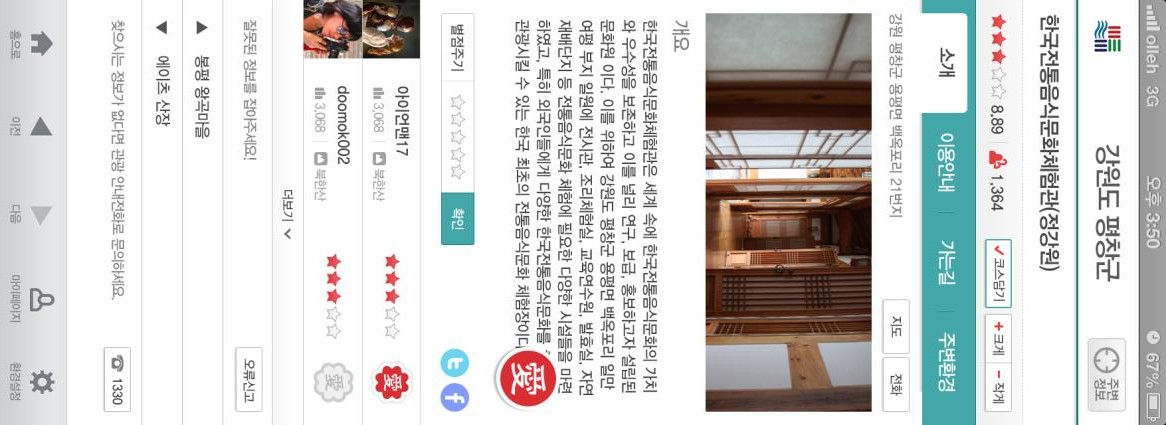 olleh 3G 오후 3:50 67%
강원도 평창군
주변
정보
한국전통음식문화체험관(정강원)
8.89 1,364 코스담기 + 크게 - 작게
소개 이용안내 가는길 주변환경
강원 평창군 용평면 백옥포리 21번지
지도 전화
개요
한국전통음식문화체험관은 세계 속에 한국전통음식문화의 가치
와 우수성을 보존하고 이를 널리 연구, 보급, 홍보하고자 설립된
문화원 이다. 이를 위하여 강원도 평창군 용평면 백옥포리 일만
여평 부지 일원에 전시관, 조리체험실, 교육연수원, 발효실, 자연
재배단지 등 전통음식문화 체험에 필요한 다양한 시설들을 마련
하였고, 특히 외국인들에게 다양한 한국전통음식문화를
관광시킬 수 있는 한국 최초의 전통음식문화 체험장이다.
愛
별점주기 확인
t f
아이언맨17
3,068 북한산
愛
doomok002
3,068 북한산
愛
더보기
잘못된 정보를 잡아주세요! 오류신고
봉평 왕곡마을
에이츠 산장
찾으시는 정보가 없다면 관광 안내전화로 문의하세요. 1330
홈으로 이전 다음 마이페이지 환경설정